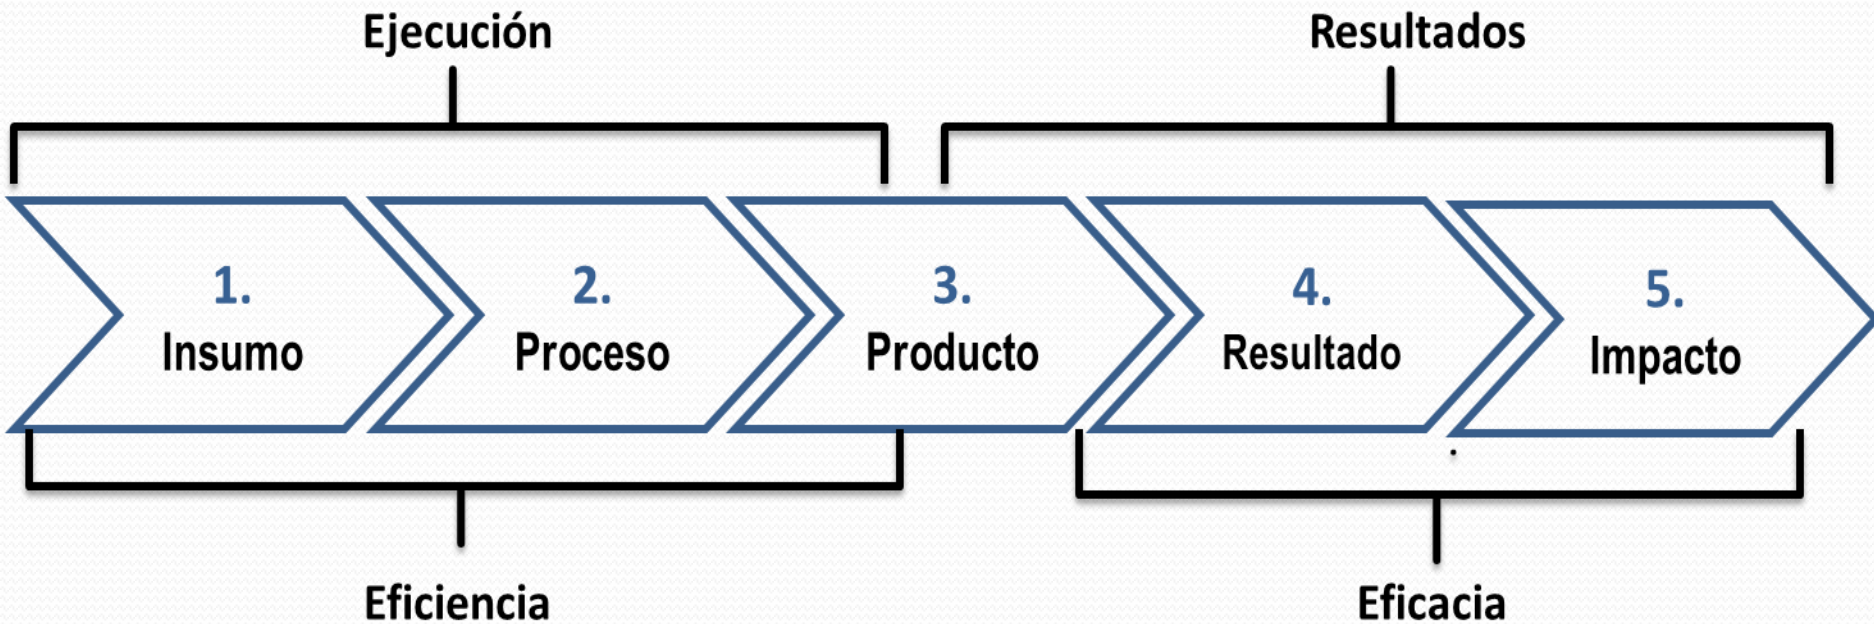 Ejecución
Resultados
1.
Insumo
2.
Proceso
3.
Producto
4.
Resultado
5.
Impacto
.
Eficiencia
Eficacia